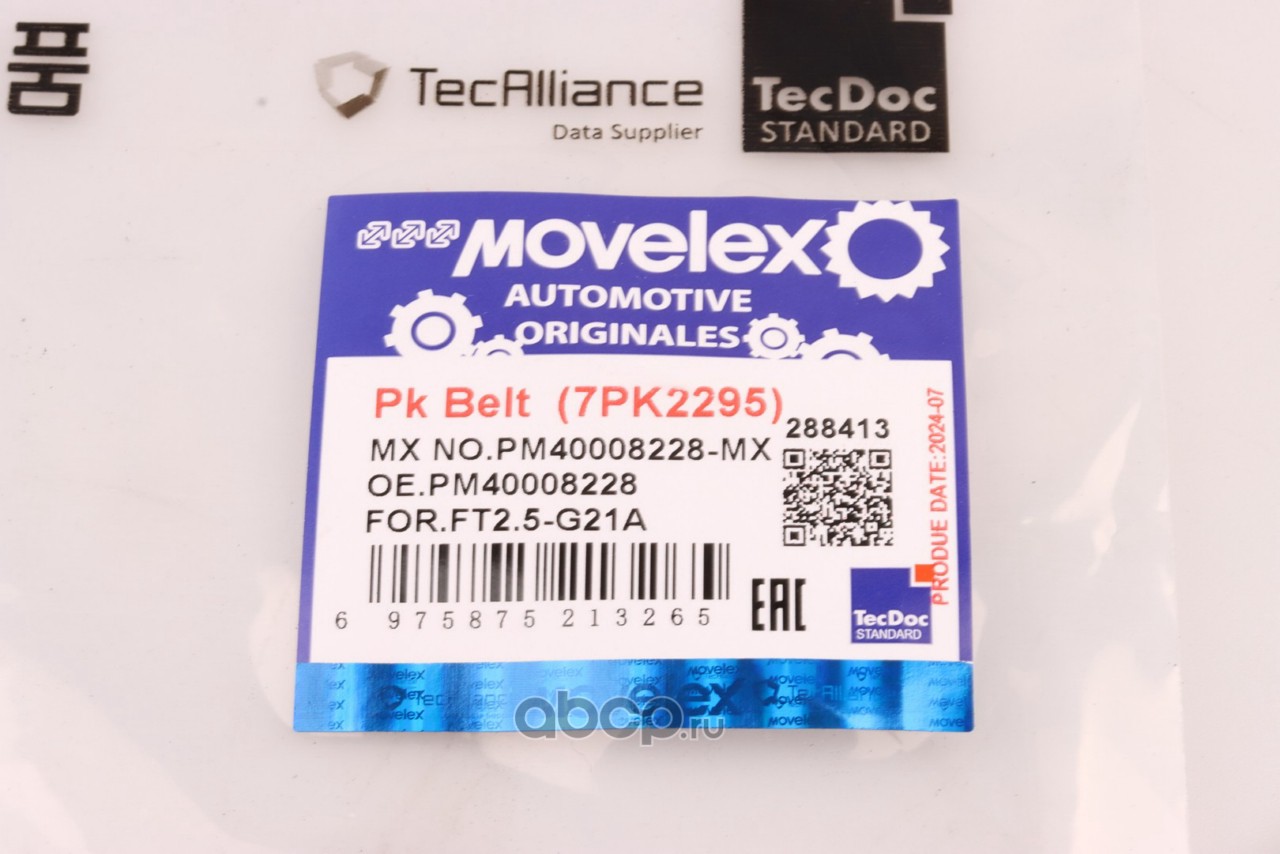 품
TecAlliance
Data Supplier
TecDoc
STANDARD
MOVELEX
AUTOMOTIVE
ORIGINALES
Pk Belt (7PK2295)
288413
MX NO.PM40008228-MX
OE.PM40008228
FOR.FT2.5-G21A
PRODUE DATE:2024-07
6 975875 213265
EAC
TecDoc
STANDARD
abcp.ru